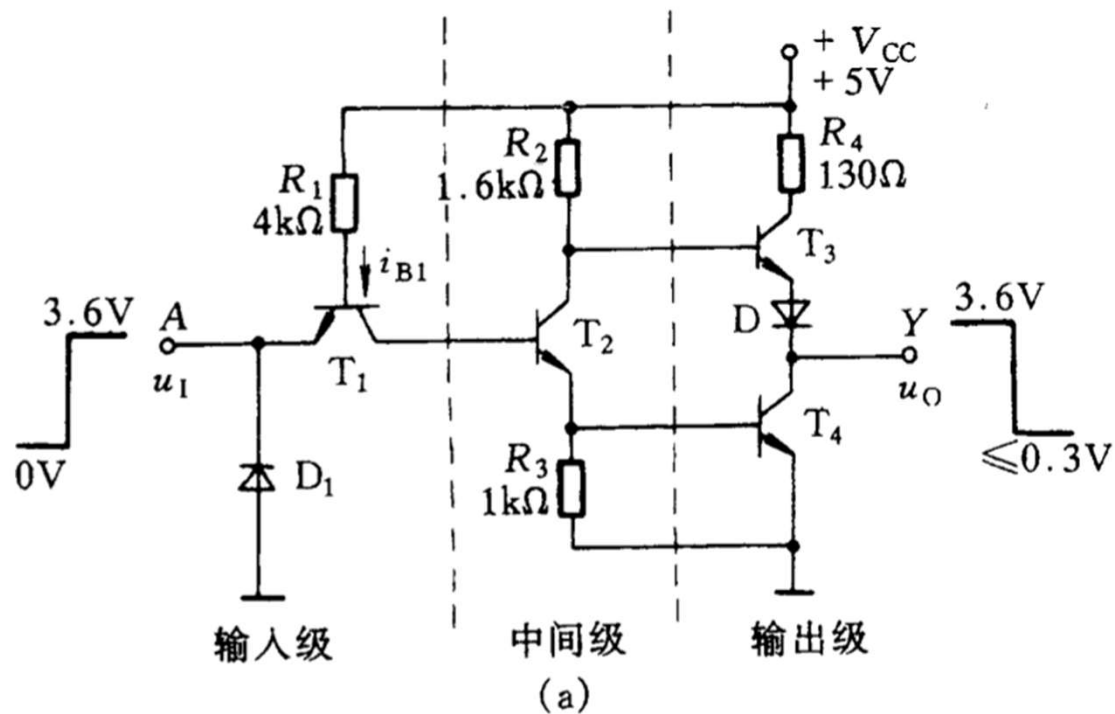 + V_CC
+ 5V
R_2
1.6kΩ
R_4
130Ω
R_1
4kΩ
i_B1
T_3
3.6V
A
T_2
D
Y
3.6V
u_I
T_1
u_O
0V
D_1
R_3
1kΩ
T_4
≤0.3V
输入级
中间级
输出级
(a)